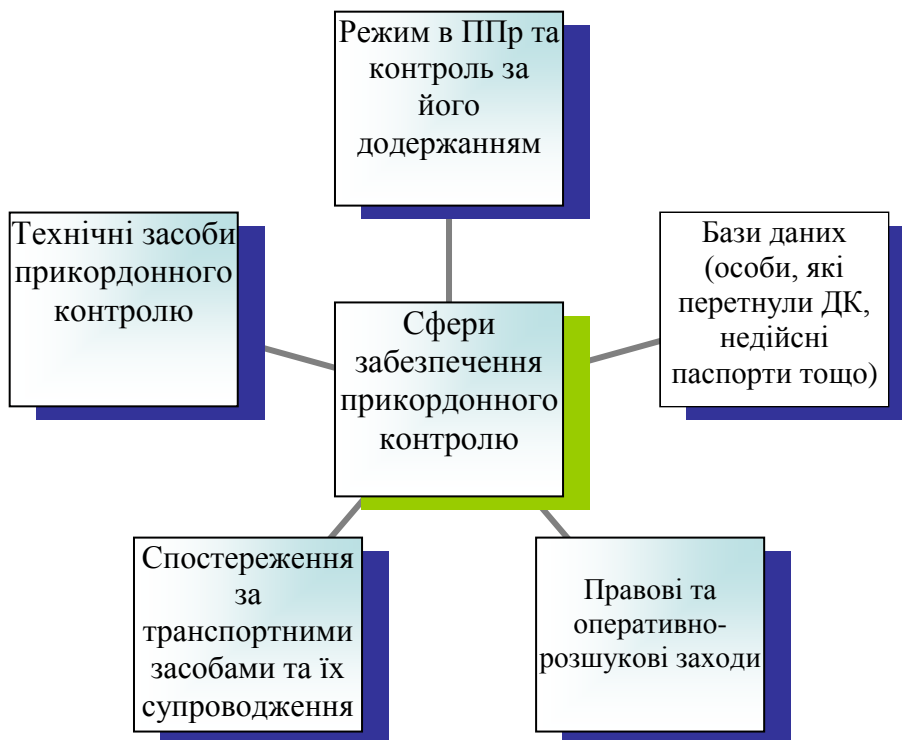 Режим в ППр та
контроль за
його
додержанням
Технічні засоби
прикордонного
контролю
Бази даних
(особи, які
перетнули ДК,
недійсні
паспорти тощо)
Сфери
забезпечення
прикордонного
контролю
Спостереження
за
транспортними
засобами та їх
супроводження
Правові та
оперативно-
розшукові заходи